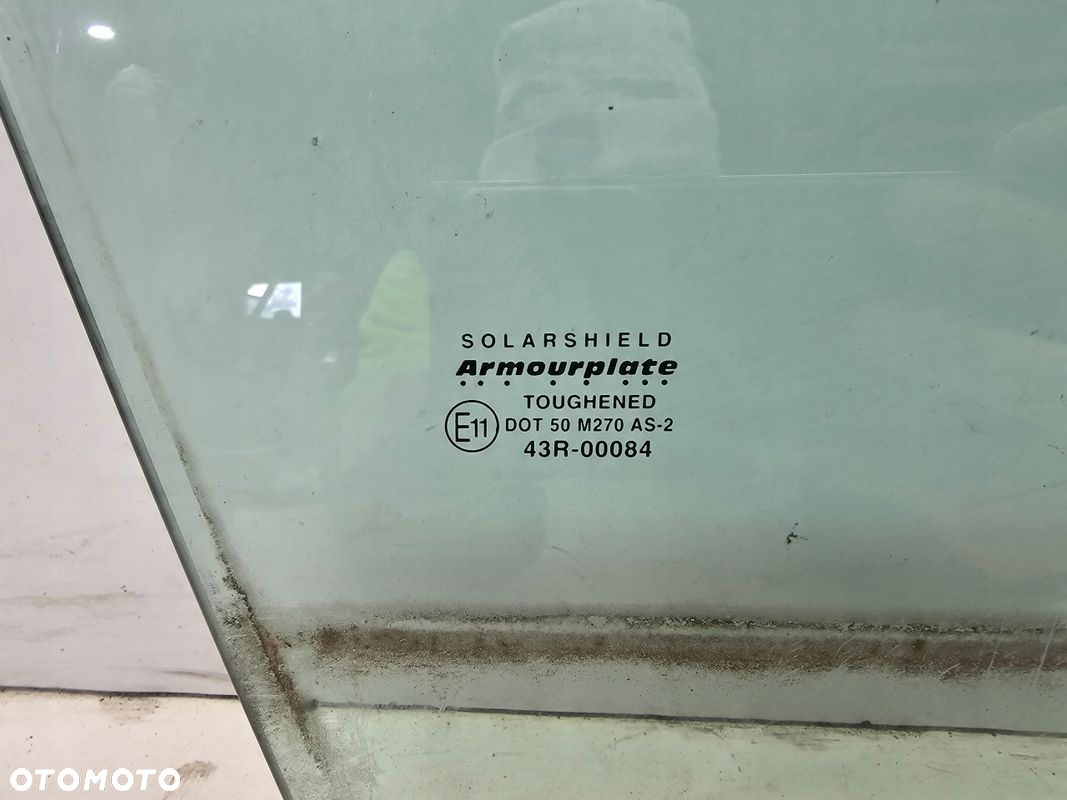 SOLARSHIELD
Armourplate
TOUGHENED
E11 DOT 50 M270 AS-2
43R-00084
OTOMOTO